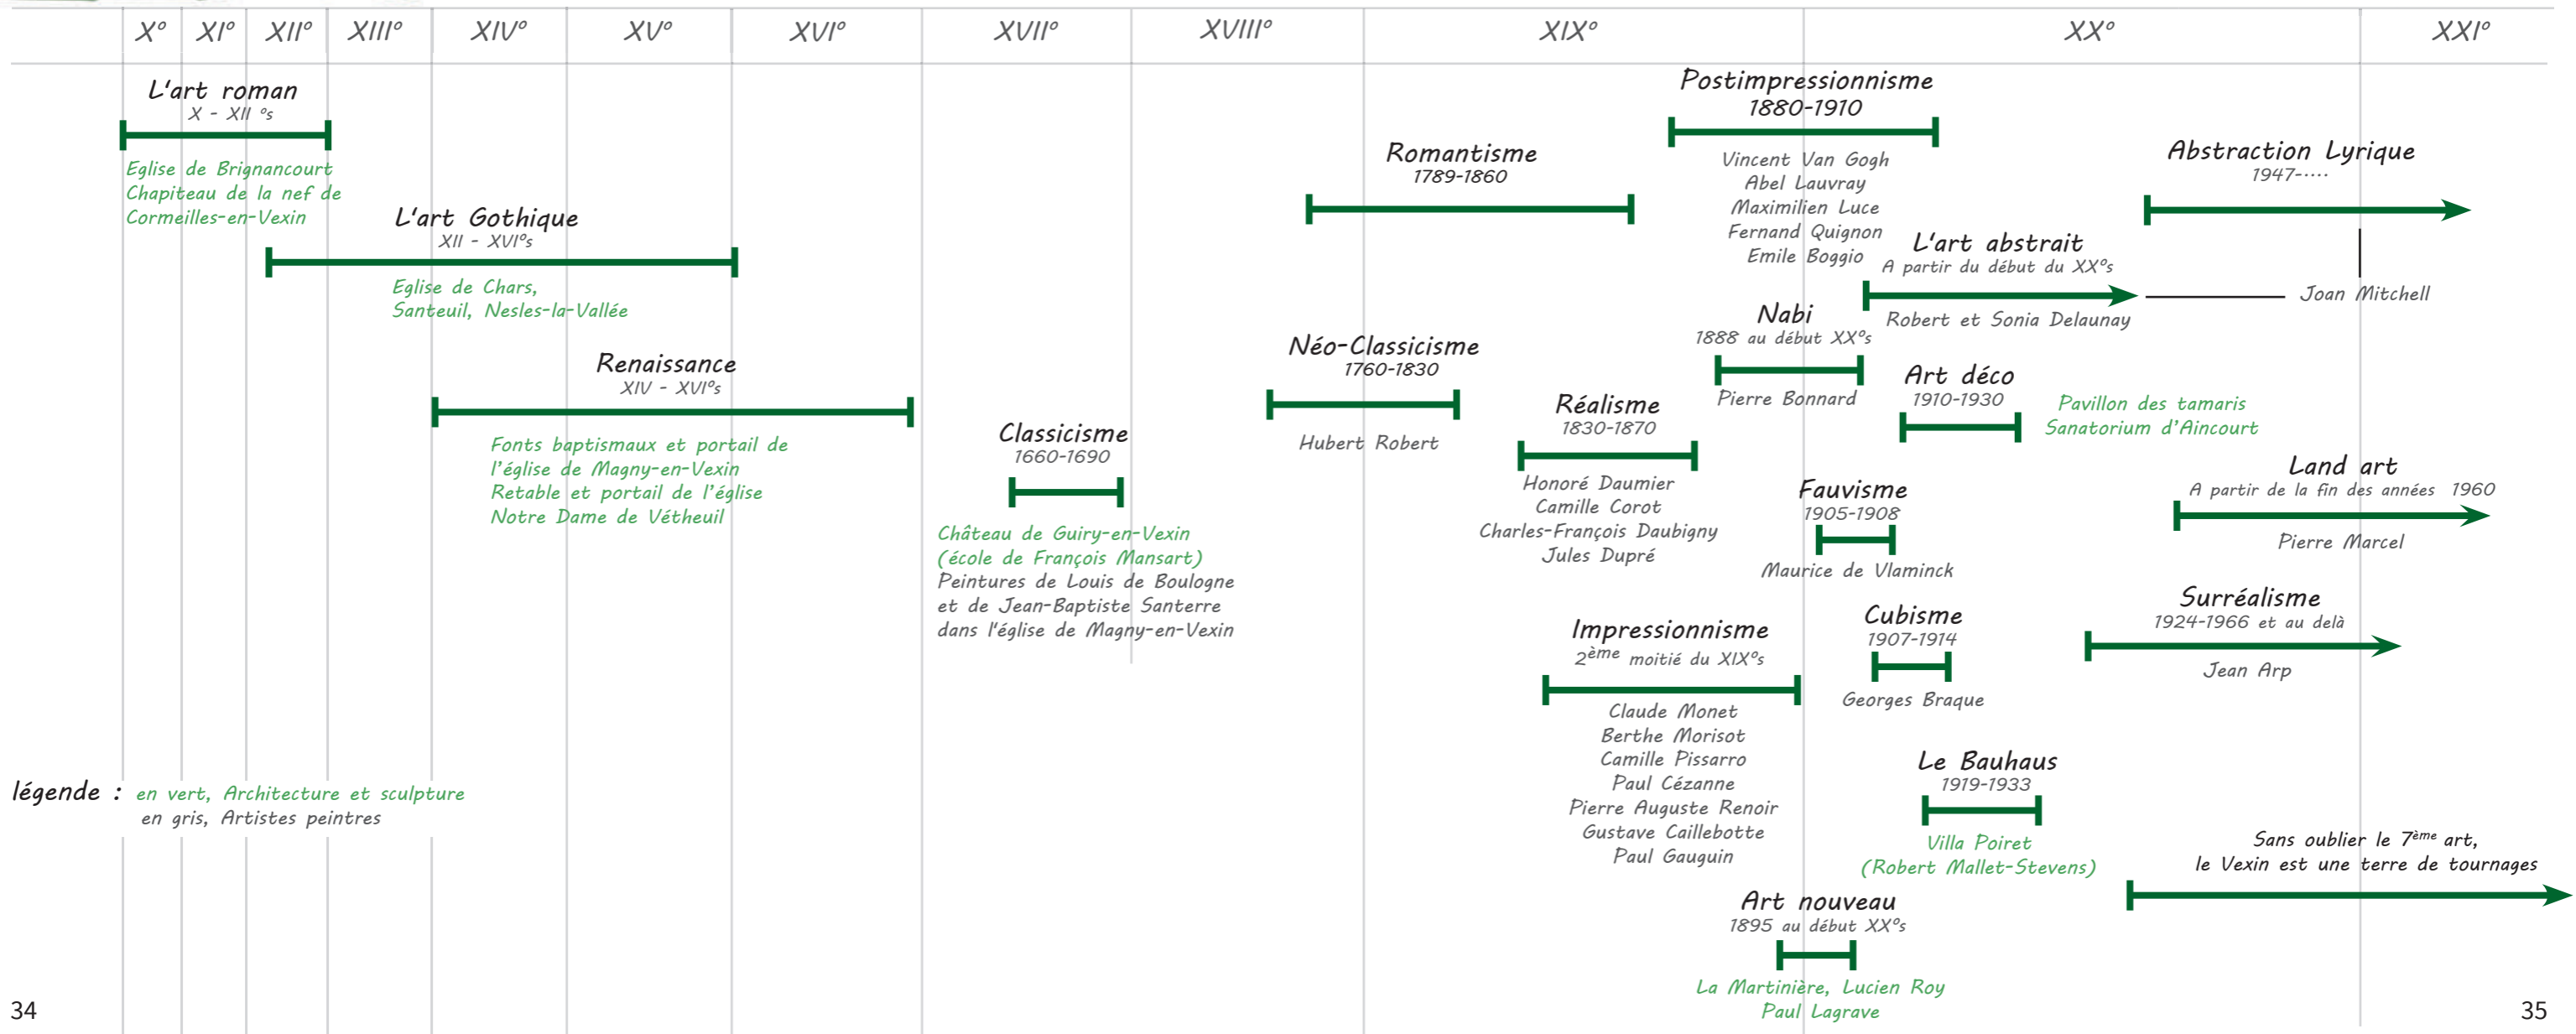 X° XI° XII° XIII° XIV° XV° XVI° XVII° XVIII° XIX° XX° XXI°
L'art roman
X - XII °s
Eglise de Brignancourt
Chapiteau de la nef de
Cormeilles-en-Vexin
L'art Gothique
XII - XVI°s
Eglise de Chars,
Santeuil, Nesles-la-Vallée
Renaissance
XIV - XVI°s
Fonts baptismaux et portail de
l'église de Magny-en-Vexin
Retable et portail de l'église
Notre Dame de Vétheuil
Classicisme
1660-1690
Château de Guiry-en-Vexin
(école de François Mansart)
Peintures de Louis de Boulogne
et de Jean-Baptiste Santerre
dans l'église de Magny-en-Vexin
Romantisme
1789-1860
Néo-Classicisme
1760-1830
Hubert Robert
Réalisme
1830-1870
Honoré Daumier
Camille Corot
Charles-François Daubigny
Jules Dupré
Impressionnisme
2ème moitié du XIX°s
Claude Monet
Berthe Morisot
Camille Pissarro
Paul Cézanne
Pierre Auguste Renoir
Gustave Caillebotte
Paul Gauguin
Postimpressionnisme
1880-1910
Vincent Van Gogh
Abel Lauvray
Maximilien Luce
Fernand Quignon
Emile Boggio
Nabi
1888 au début XX°s
Pierre Bonnard
L'art abstrait
A partir du début du XX°s
Robert et Sonia Delaunay
Abstraction Lyrique
1947-....
Joan Mitchell
Art déco
1910-1930
Pavillon des tamaris
Sanatorium d'Aincourt
Fauvisme
1905-1908
Maurice de Vlaminck
Land art
A partir de la fin des années 1960
Pierre Marcel
Cubisme
1907-1914
Georges Braque
Surréalisme
1924-1966 et au delà
Jean Arp
Le Bauhaus
1919-1933
Villa Poiret
(Robert Mallet-Stevens)
Art nouveau
1895 au début XX°s
La Martinière, Lucien Roy
Paul Lagrave
Sans oublier le 7ème art,
le Vexin est une terre de tournages
légende : en vert, Architecture et sculpture
en gris, Artistes peintres
34
35